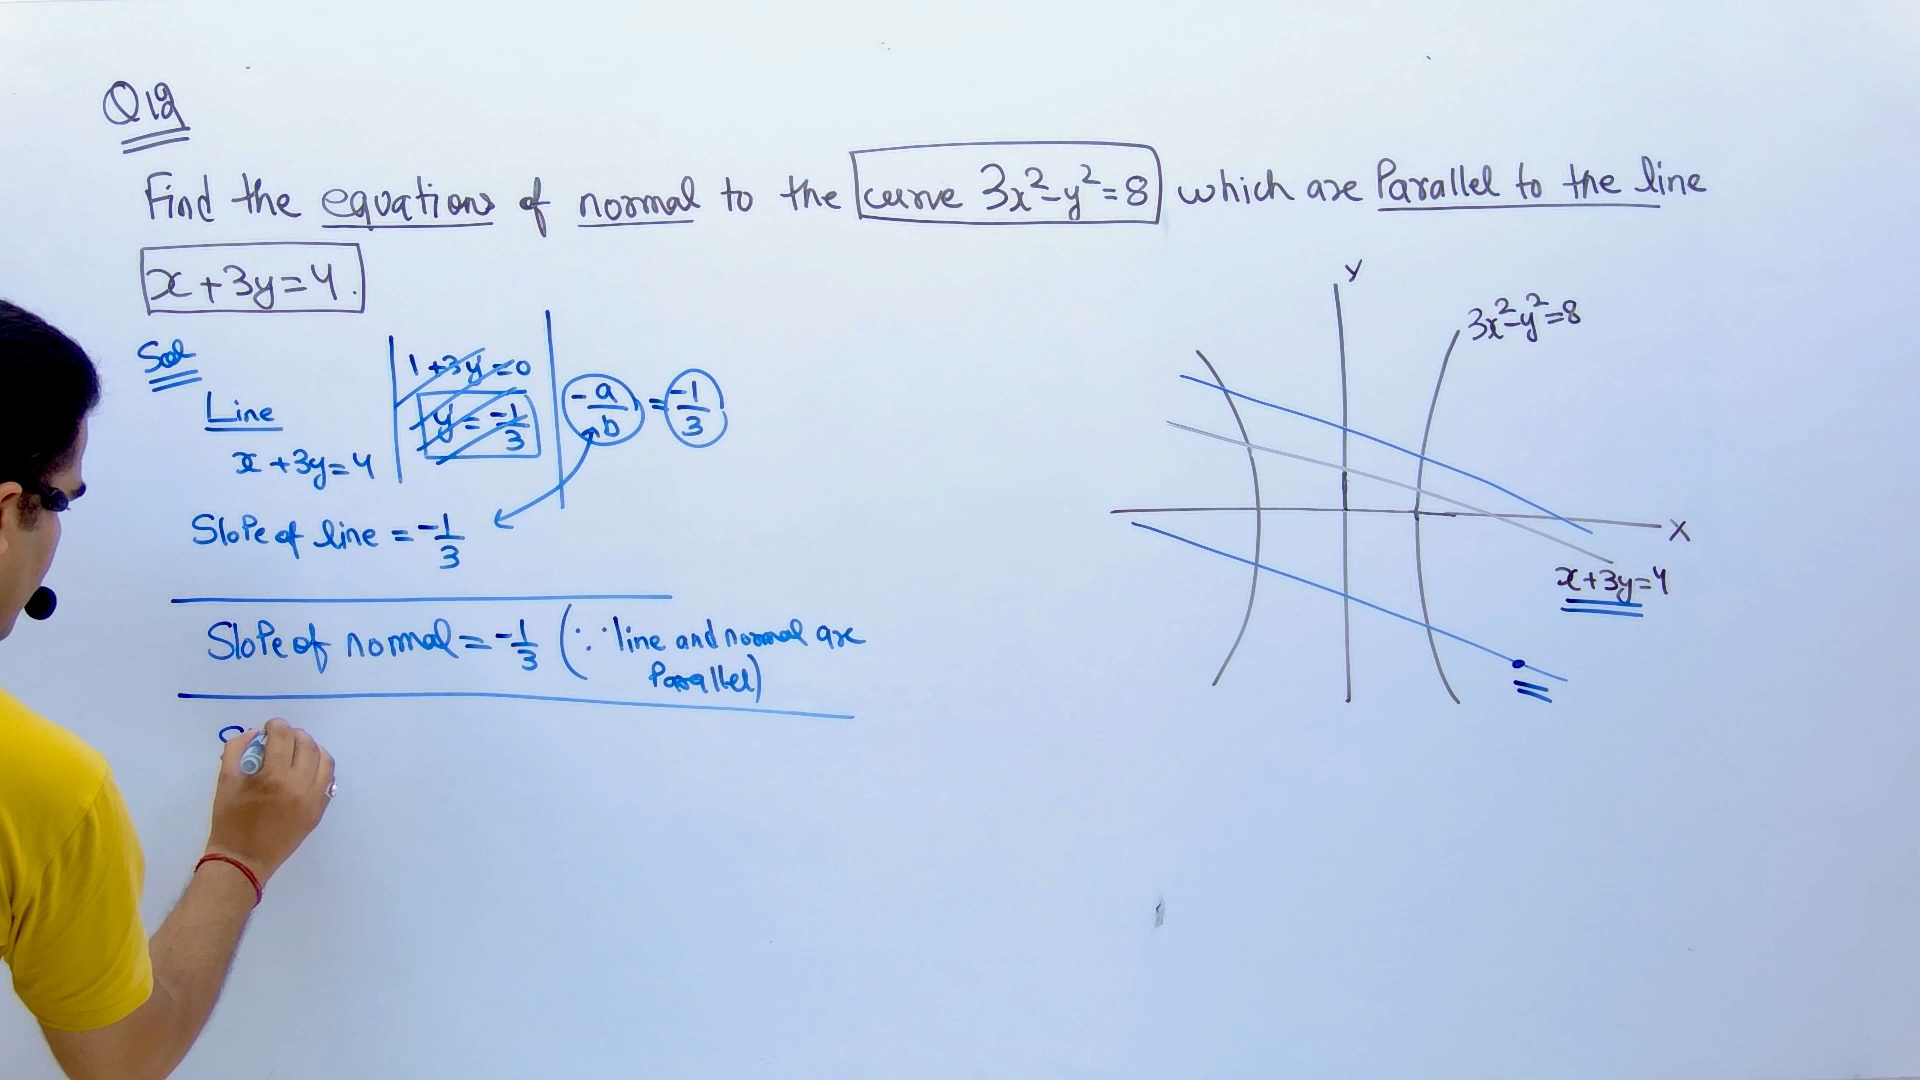 Q19
Find the equations of normal to the curve 3x²-y²=8 which are Parallel to the line
x+3y=4.
Sol
Line
x+3y=4
1+3y=0
y=-1/3
-a/b = -1/3
Slope of line = -1/3
Slope of normal = -1/3 (∵ line and normal are
Parallel)
Y
3x²-y²=8
X
x+3y=4